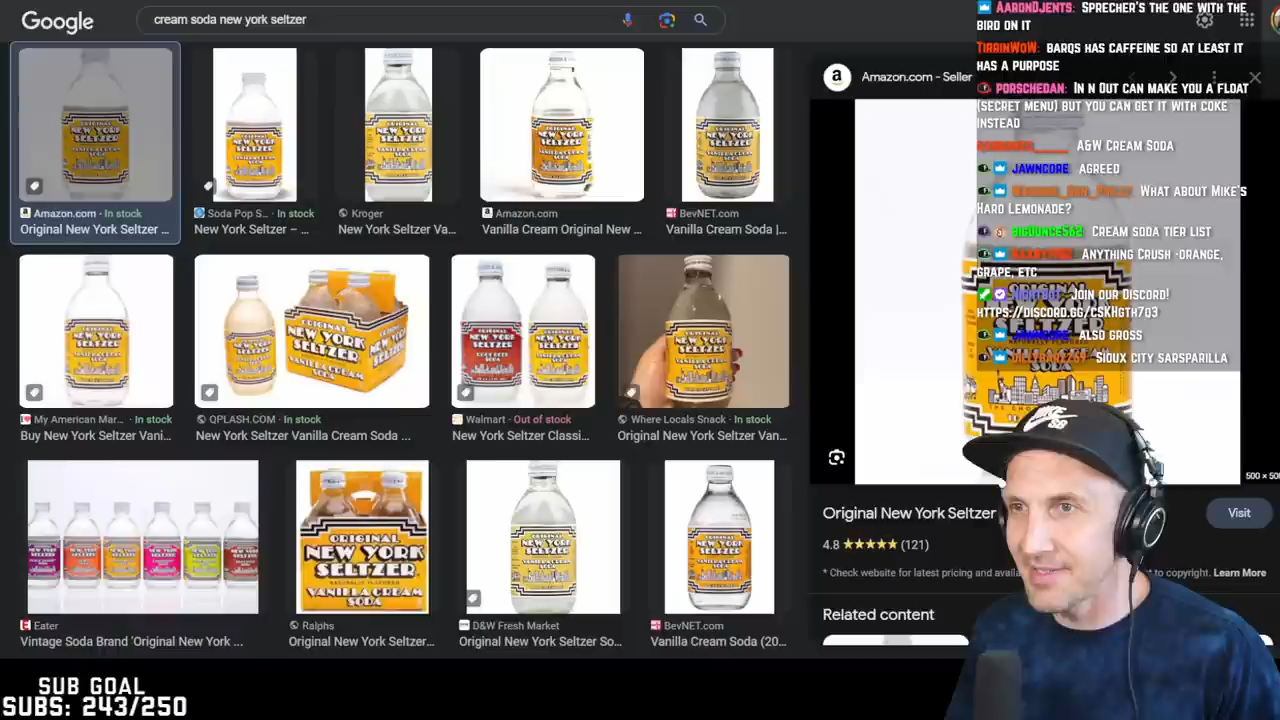 Google
cream soda new york seltzer
Amazon.com · In stock
Original New York Seltzer ...
Soda Pop S... · In stock
New York Seltzer – ...
Kroger
New York Seltzer Va...
Amazon.com
Vanilla Cream Original New ...
BevNET.com
Vanilla Cream Soda |...
My American Mar... · In stock
Buy New York Seltzer Vani...
QPLASH.COM · In stock
New York Seltzer Vanilla Cream Soda ...
Walmart · Out of stock
New York Seltzer Classi...
Where Locals Snack · In stock
Original New York Seltzer Van...
Eater
Vintage Soda Brand 'Original New York ...
ORIGINAL
NEW YORK
SELTZER
VANILLA CREAM
SODA
Ralphs
Original New York Seltzer...
D&W Fresh Market
Original New York Seltzer So...
BevNET.com
Vanilla Cream Soda (20...
Amazon.com - Seller
AARONDJENTS: SPRECHER'S THE ONE WITH THE
BIRD ON IT
TIRRINWOW: BARQS HAS CAFFEINE SO AT LEAST IT
HAS A PURPOSE
PORSCHEDAN: IN N OUT CAN MAKE YOU A FLOAT
(SECRET MENU) BUT YOU CAN GET IT WITH COKE
INSTEAD
A&W CREAM SODA
JAWNCORE AGREED
WHAT ABOUT MIKE'S
HARD LEMONADE?
CREAM SODA TIER LIST
ANYTHING CRUSH -ORANGE,
GRAPE, ETC
JOIN OUR DISCORD!
JAWNCORE ALSO GROSS
SIOUX CITY SARSPARILLA
500 × 50
Original New York Seltzer
Visit
4.8 ★★★★★ (121)
* Check website for latest pricing and
to copyright. Learn More
Related content
SUB GOAL
SUBS: 243/250